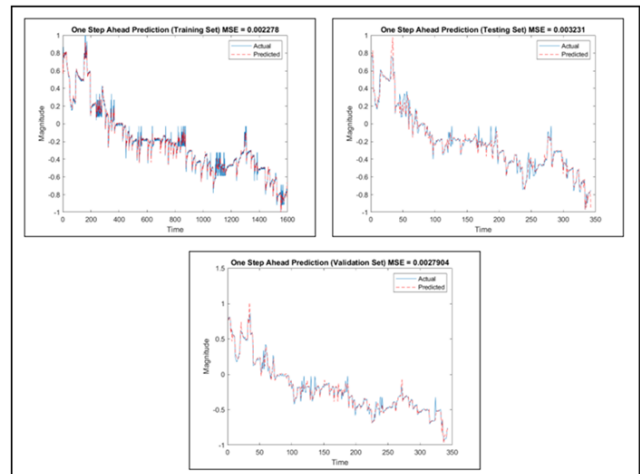 One Step Ahead Prediction (Training Set) MSE = 0.002278
Actual
Predicted
Magnitude
1
0.8
0.6
0.4
0.2
0
-0.2
-0.4
-0.6
-0.8
-1
0 200 400 600 800 1000 1200 1400 1600
Time
One Step Ahead Prediction (Testing Set) MSE = 0.003231
Actual
Predicted
Magnitude
1
0.8
0.6
0.4
0.2
0
-0.2
-0.4
-0.6
-0.8
-1
0 50 100 150 200 250 300 350
Time
One Step Ahead Prediction (Validation Set) MSE = 0.0027904
Actual
Predicted
Magnitude
1.5
1
0.5
0
-0.5
-1
0 50 100 150 200 250 300 350 400 450
Time